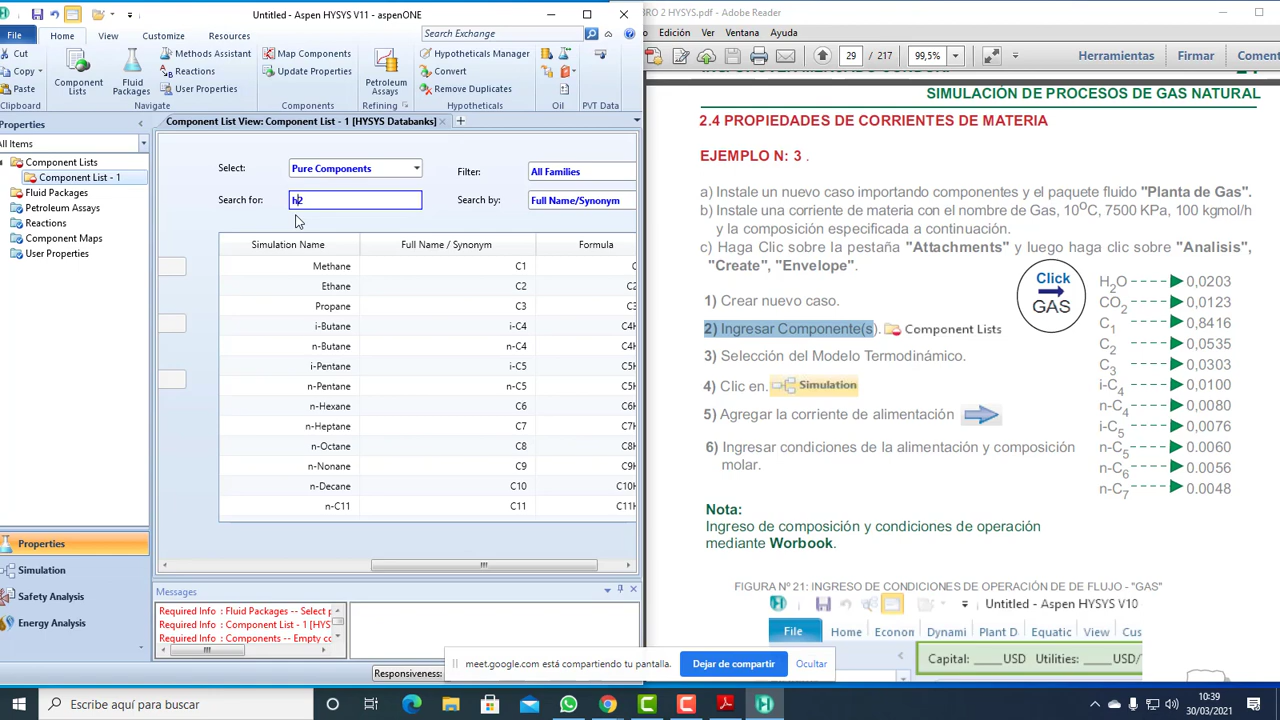 Untitled - Aspen HYSYS V11 - aspenONE
File
Home
View
Customize
Resources
Search Exchange
Cut
Copy
Paste
Clipboard
Component Lists
Fluid Packages
Methods Assistant
Reactions
User Properties
Navigate
Map Components
Update Properties
Components
Petroleum Assays
Refining
Hypotheticals Manager
Convert
Remove Duplicates
Hypotheticals
Oil
PVT Data
Properties
All Items
Component Lists
Component List - 1
Fluid Packages
Petroleum Assays
Reactions
Component Maps
User Properties
Properties
Simulation
Safety Analysis
Energy Analysis
Component List View: Component List - 1 [HYSYS Databanks]
Select: Pure Components Filter: All Families
Search for: h2 Search by: Full Name/Synonym
Simulation Name Full Name / Synonym Formula
Methane C1 C
Ethane C2 C
Propane C3 C
i-Butane i-C4 C4H
n-Butane n-C4 C4H
i-Pentane i-C5 C5H
n-Pentane n-C5 C5H
n-Hexane C6 C6H
n-Heptane C7 C7H
n-Octane C8 C8H
n-Nonane C9 C9H
n-Decane C10 C10H
n-C11 C11 C11H
Messages
Required Info : Fluid Packages -- Select p
Required Info : Component List - 1 [HYS
Required Info : Components -- Empty co
Responsiveness:
meet.google.com está compartiendo tu pantalla.
Dejar de compartir
Ocultar
BRO 2 HYSYS.pdf - Adobe Reader
Edición Ver Ventana Ayuda
29 / 217
99,5%
Herramientas
Firmar
Comen
SIMULACIÓN DE PROCESOS DE GAS NATURAL
2.4 PROPIEDADES DE CORRIENTES DE MATERIA
EJEMPLO N: 3 .
a) Instale un nuevo caso importando componentes y el paquete fluido "Planta de Gas".
b) Instale una corriente de materia con el nombre de Gas, 10°C, 7500 KPa, 100 kgmol/h
y la composición especificada a continuación.
c) Haga Clic sobre la pestaña "Attachments" y luego haga clic sobre "Analisis",
"Create", "Envelope".
Click
GAS
1) Crear nuevo caso.
2) Ingresar Componente(s). Component Lists
3) Selección del Modelo Termodinámico.
4) Clic en. Simulation
5) Agregar la corriente de alimentación
6) Ingresar condiciones de la alimentación y composición
molar.
H2O 0,0203
CO2 0,0123
C1 0,8416
C2 0,0535
C3 0,0303
i-C4 0,0100
n-C4 0,0080
i-C5 0,0076
n-C5 0.0060
n-C6 0.0056
n-C7 0.0048
Nota:
Ingreso de composición y condiciones de operación
mediante Worbook.
FIGURA Nº 21: INGRESO DE CONDICIONES DE OPERACIÓN DE DE FLUJO - "GAS"
Untitled - Aspen HYSYS V10
File Home Econon Dynami Plant D Equatic View Cus
Capital: ____USD Utilities: ____USD/
Escribe aquí para buscar
10:39
30/03/2021